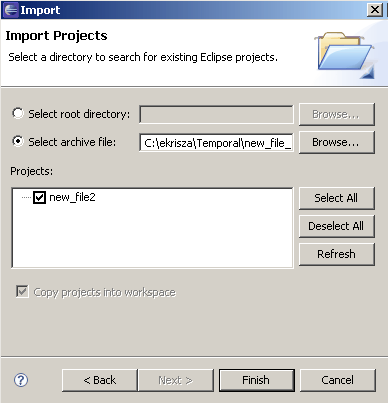 Import
Import Projects
Select a directory to search for existing Eclipse projects.
Select root directory:
Browse...
Select archive file:
C:\ekrisza\Temporal\new_file_
Browse...
Projects:
new_file2
Select All
Deselect All
Refresh
Copy projects into workspace
?
< Back
Next >
Finish
Cancel